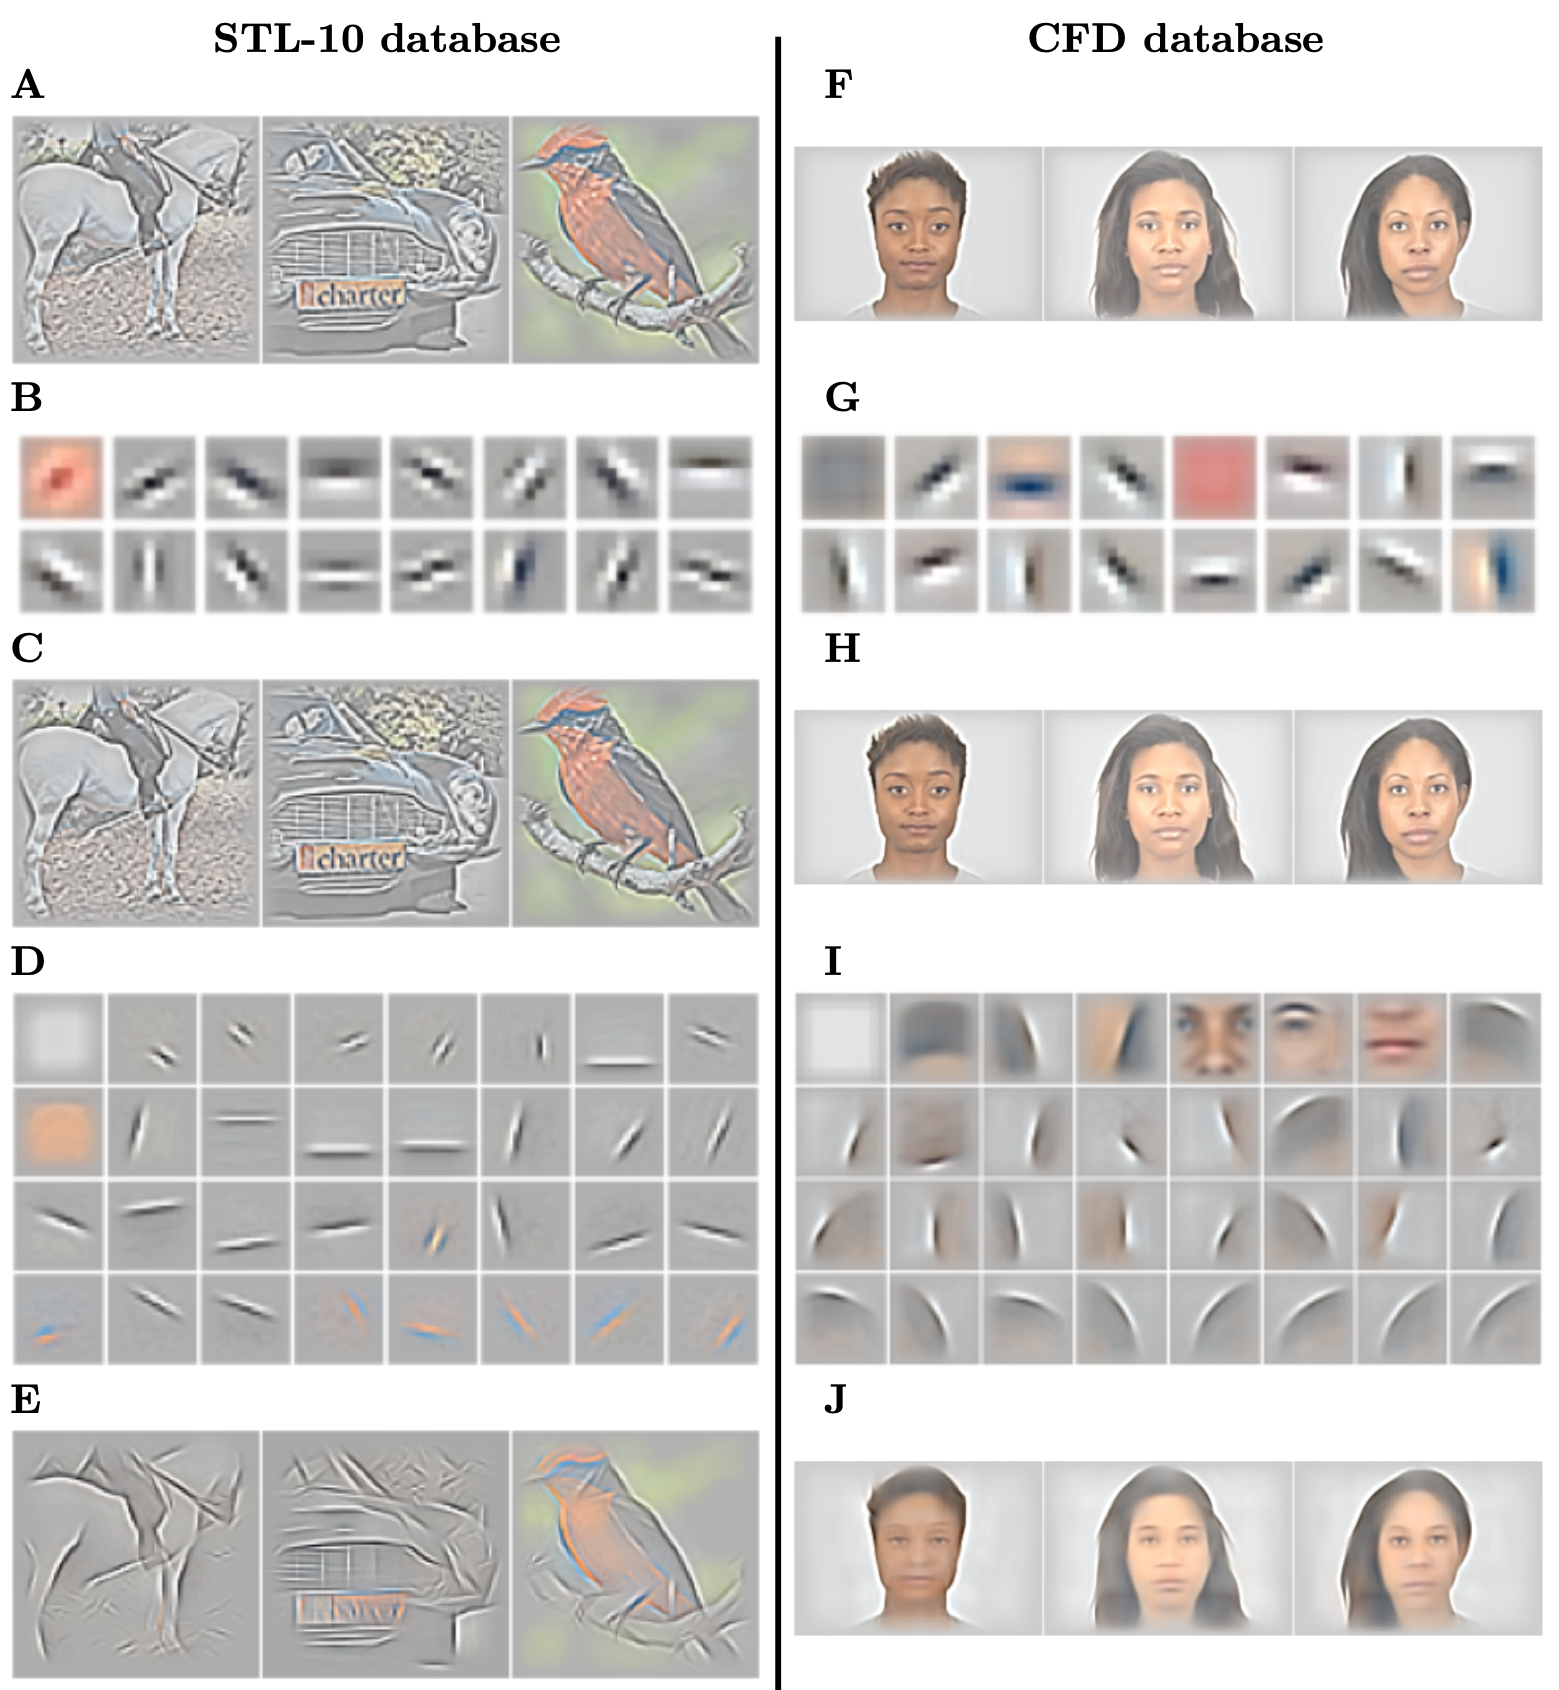 STL-10 database
CFD database
A
F
charter
B
G
C
H
charter
D
I
E
J